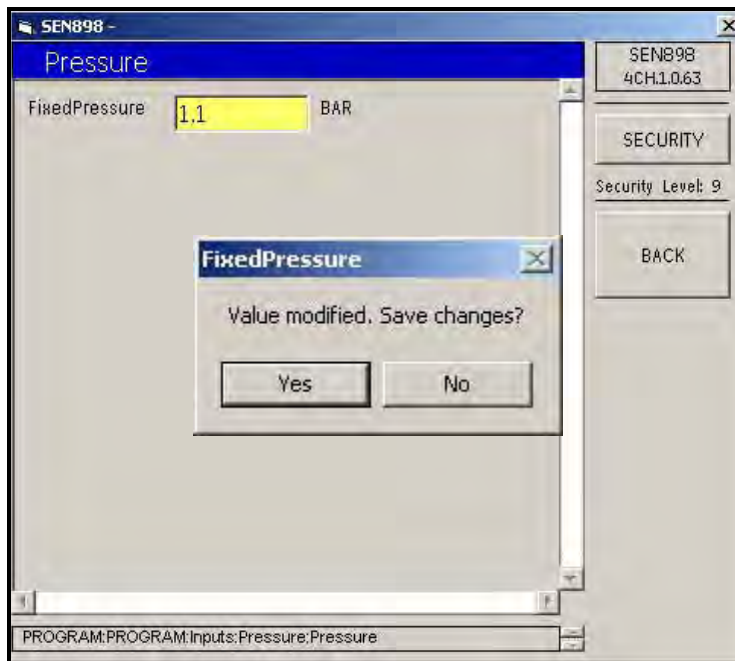 SEN898 -
Pressure
FixedPressure 1.1 BAR
SEN898
4CH.1.0.63
SECURITY
Security Level: 9
BACK
FixedPressure
Value modified. Save changes?
Yes No
PROGRAM:PROGRAM:Inputs:Pressure:Pressure